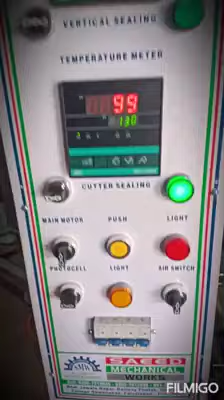 VERTICAL SEALING
TEMPERATURE METER
99
130
CUTTER SEALING
MAIN MOTOR PUSH LIGHT
PHOTOCELL LIGHT AIR SWITCH
SMW
SAEED
MECHANICAL
WORKS
FILMIGO